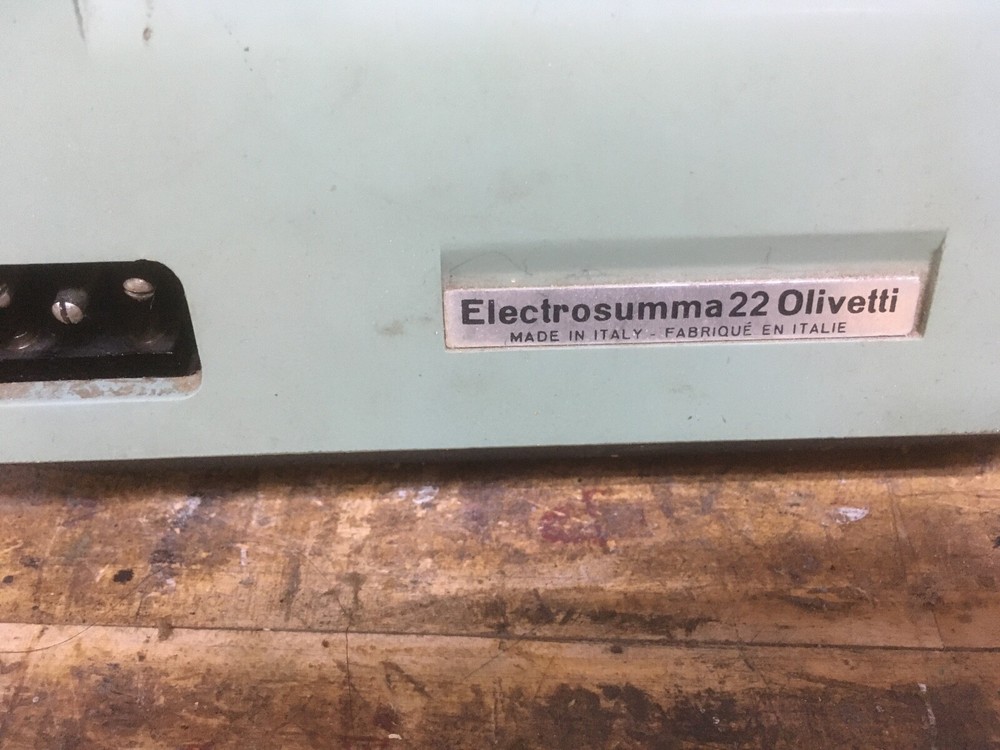 Electrosumma 22 Olivetti
MADE IN ITALY - FABRIQUÉ EN ITALIE